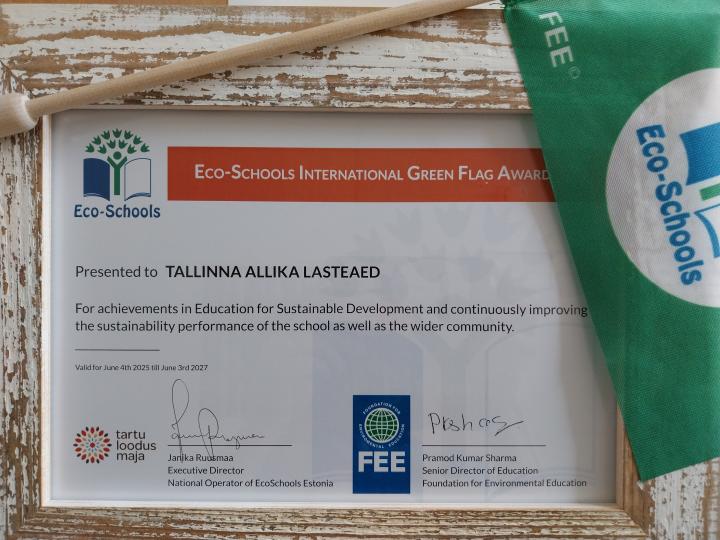 FEE©
Eco-Schools
ECO-SCHOOLS INTERNATIONAL GREEN FLAG AWARD
Eco-Schools
Presented to TALLINNA ALLIKA LASTEAED
For achievements in Education for Sustainable Development and continuously improving
the sustainability performance of the school as well as the wider community.
Valid for June 4th 2025 till June 3rd 2027
tartu
loodus
maja
Janika Ruusmaa
Executive Director
National Operator of EcoSchools Estonia
FOUNDATION FOR
ENVIRONMENTAL EDUCATION
FEE
Pramod Kumar Sharma
Senior Director of Education
Foundation for Environmental Education